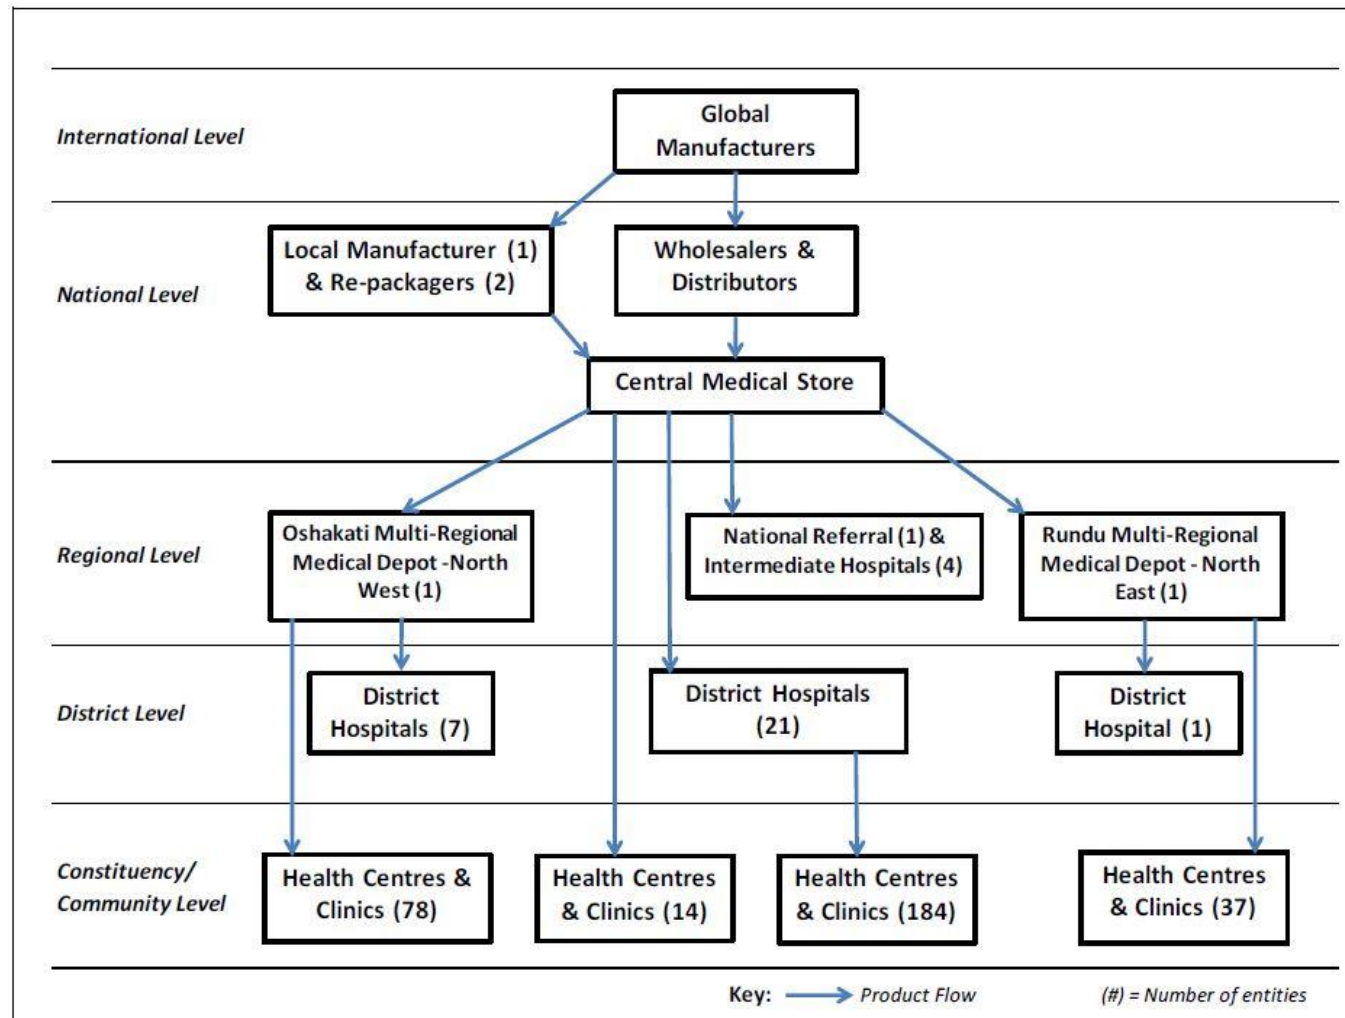 International Level
Global
Manufacturers
National Level
Local Manufacturer (1)
& Re-packagers (2)
Wholesalers &
Distributors
Central Medical Store
Regional Level
Oshakati Multi-Regional
Medical Depot -North
West (1)
National Referral (1) &
Intermediate Hospitals (4)
Rundu Multi-Regional
Medical Depot - North
East (1)
District Level
District
Hospitals (7)
District Hospitals
(21)
District
Hospital (1)
Constituency/
Community Level
Health Centres &
Clinics (78)
Health Centres
& Clinics (14)
Health Centres
& Clinics (184)
Health Centres
& Clinics (37)
Key: Product Flow
(#) = Number of entities